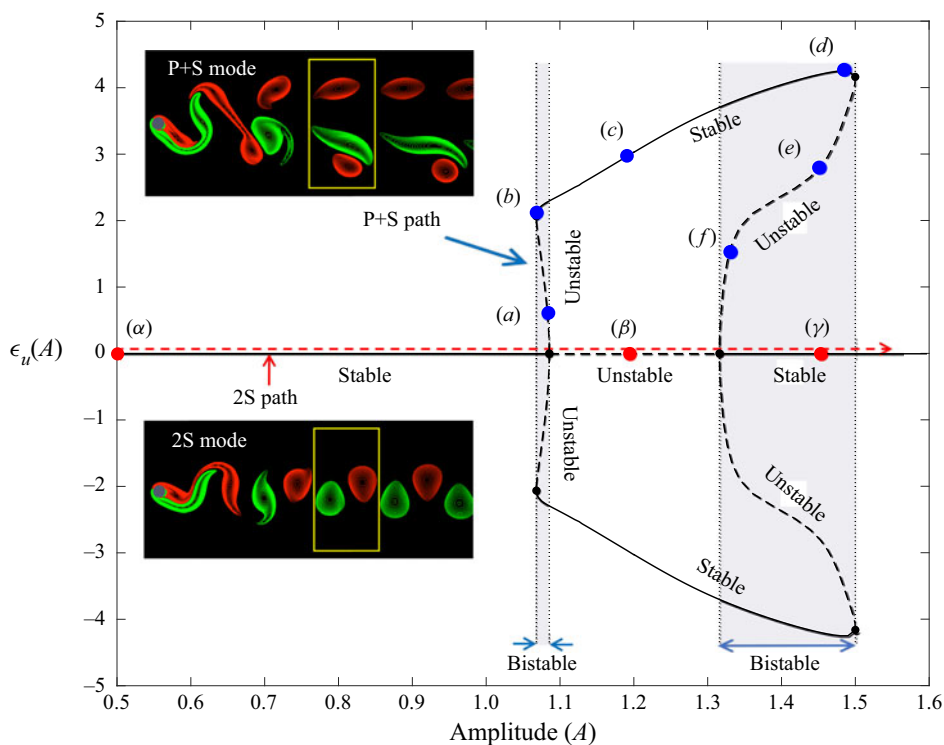 5
(d)
P+S mode
4
Stable
(c)
(e)
3
(b)
P+S path
Unstable
2
(f)
Unstable
1
(α)
(a)
(β)
(γ)
ϵu(A)
0
Stable
Unstable
Stable
2S path
–1
2S mode
Unstable
–2
Unstable
–3
Stable
–4
Bistable
Bistable
–5
0.5 0.6 0.7 0.8 0.9 1.0 1.1 1.2 1.3 1.4 1.5 1.6
Amplitude (A)